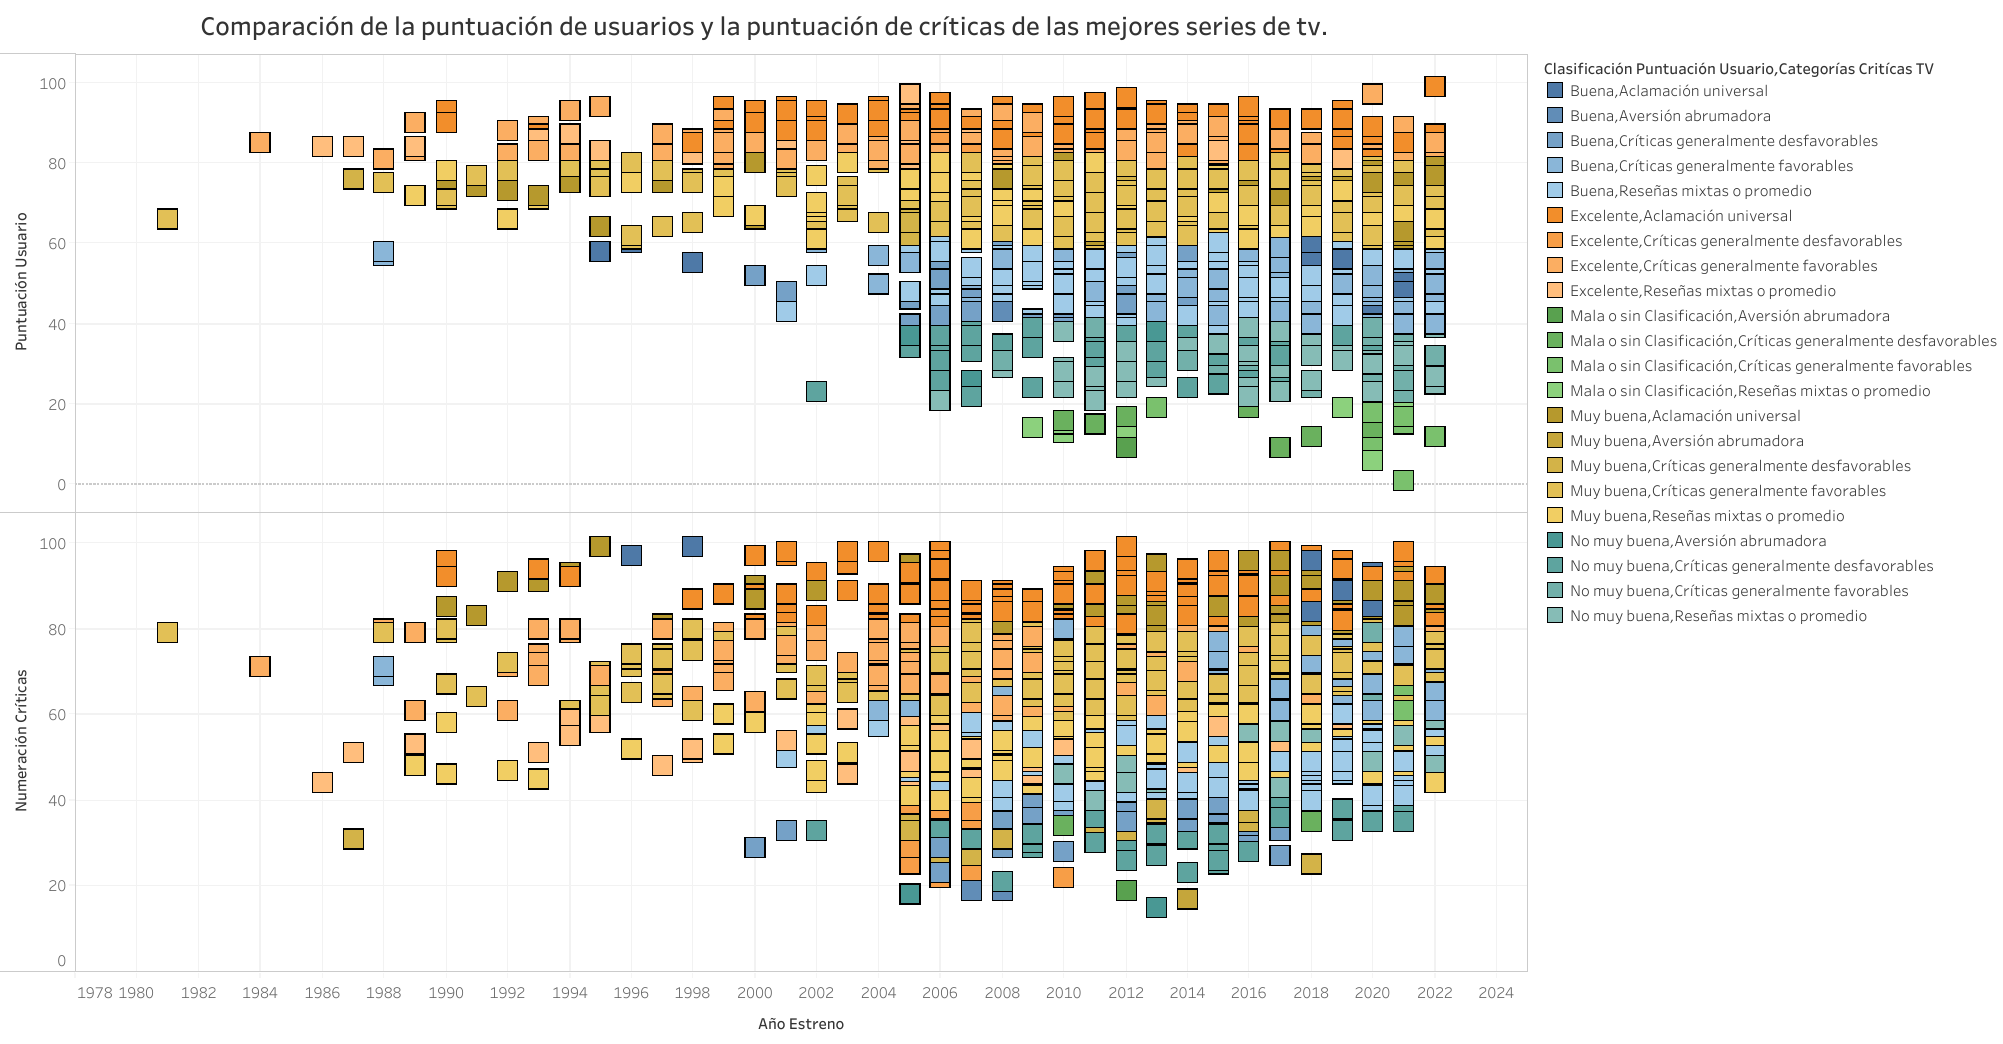 Comparación de la puntuación de usuarios y la puntuación de críticas de las mejores series de tv.
Clasificación Puntuación Usuario,Categorías Critícas TV
Buena,Aclamación universal
Buena,Aversión abrumadora
Buena,Críticas generalmente desfavorables
Buena,Críticas generalmente favorables
Buena,Reseñas mixtas o promedio
Excelente,Aclamación universal
Excelente,Críticas generalmente desfavorables
Excelente,Críticas generalmente favorables
Excelente,Reseñas mixtas o promedio
Mala o sin Clasificación,Aversión abrumadora
Mala o sin Clasificación,Críticas generalmente desfavorables
Mala o sin Clasificación,Críticas generalmente favorables
Mala o sin Clasificación,Reseñas mixtas o promedio
Muy buena,Aclamación universal
Muy buena,Aversión abrumadora
Muy buena,Críticas generalmente desfavorables
Muy buena,Críticas generalmente favorables
Muy buena,Reseñas mixtas o promedio
No muy buena,Aversión abrumadora
No muy buena,Críticas generalmente desfavorables
No muy buena,Críticas generalmente favorables
No muy buena,Reseñas mixtas o promedio
Puntuación Usuario
100
80
60
40
20
0
Numeración Críticas
100
80
60
40
20
0
1978 1980 1982 1984 1986 1988 1990 1992 1994 1996 1998 2000 2002 2004 2006 2008 2010 2012 2014 2016 2018 2020 2022 2024
Año Estreno